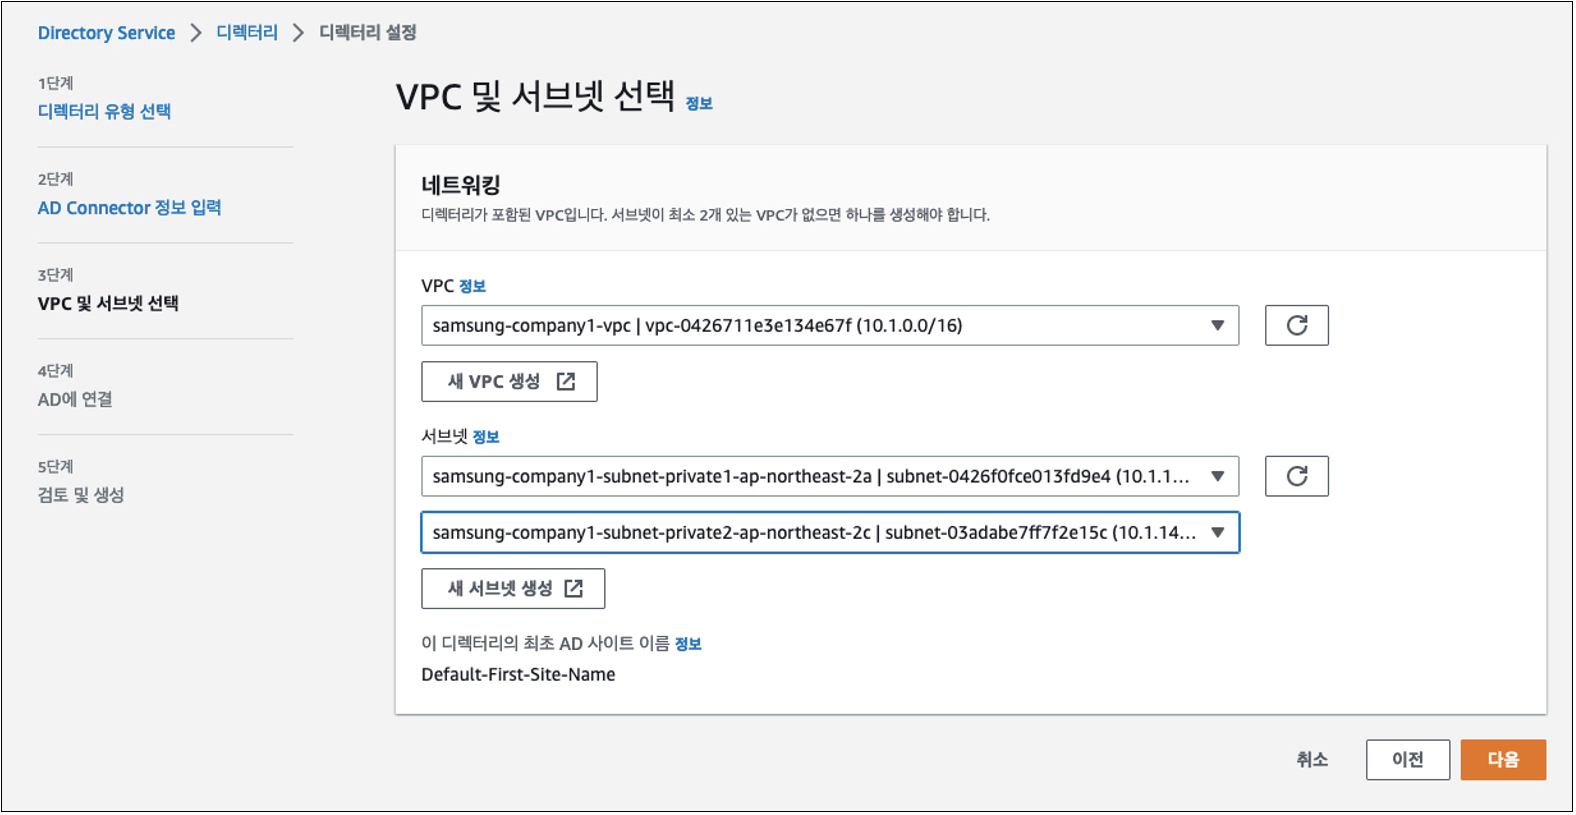 Directory Service > 디렉터리 > 디렉터리 설정
1단계
디렉터리 유형 선택
2단계
AD Connector 정보 입력
3단계
VPC 및 서브넷 선택
4단계
AD에 연결
5단계
검토 및 생성
VPC 및 서브넷 선택 정보
네트워킹
디렉터리가 포함된 VPC입니다. 서브넷이 최소 2개 있는 VPC가 없으면 하나를 생성해야 합니다.
VPC 정보
samsung-company1-vpc | vpc-0426711e3e134e67f (10.1.0.0/16)
새 VPC 생성
서브넷 정보
samsung-company1-subnet-private1-ap-northeast-2a | subnet-0426f0fce013fd9e4 (10.1.1...
samsung-company1-subnet-private2-ap-northeast-2c | subnet-03adabe7ff7f2e15c (10.1.14...
새 서브넷 생성
이 디렉터리의 최초 AD 사이트 이름 정보
Default-First-Site-Name
취소 이전 다음